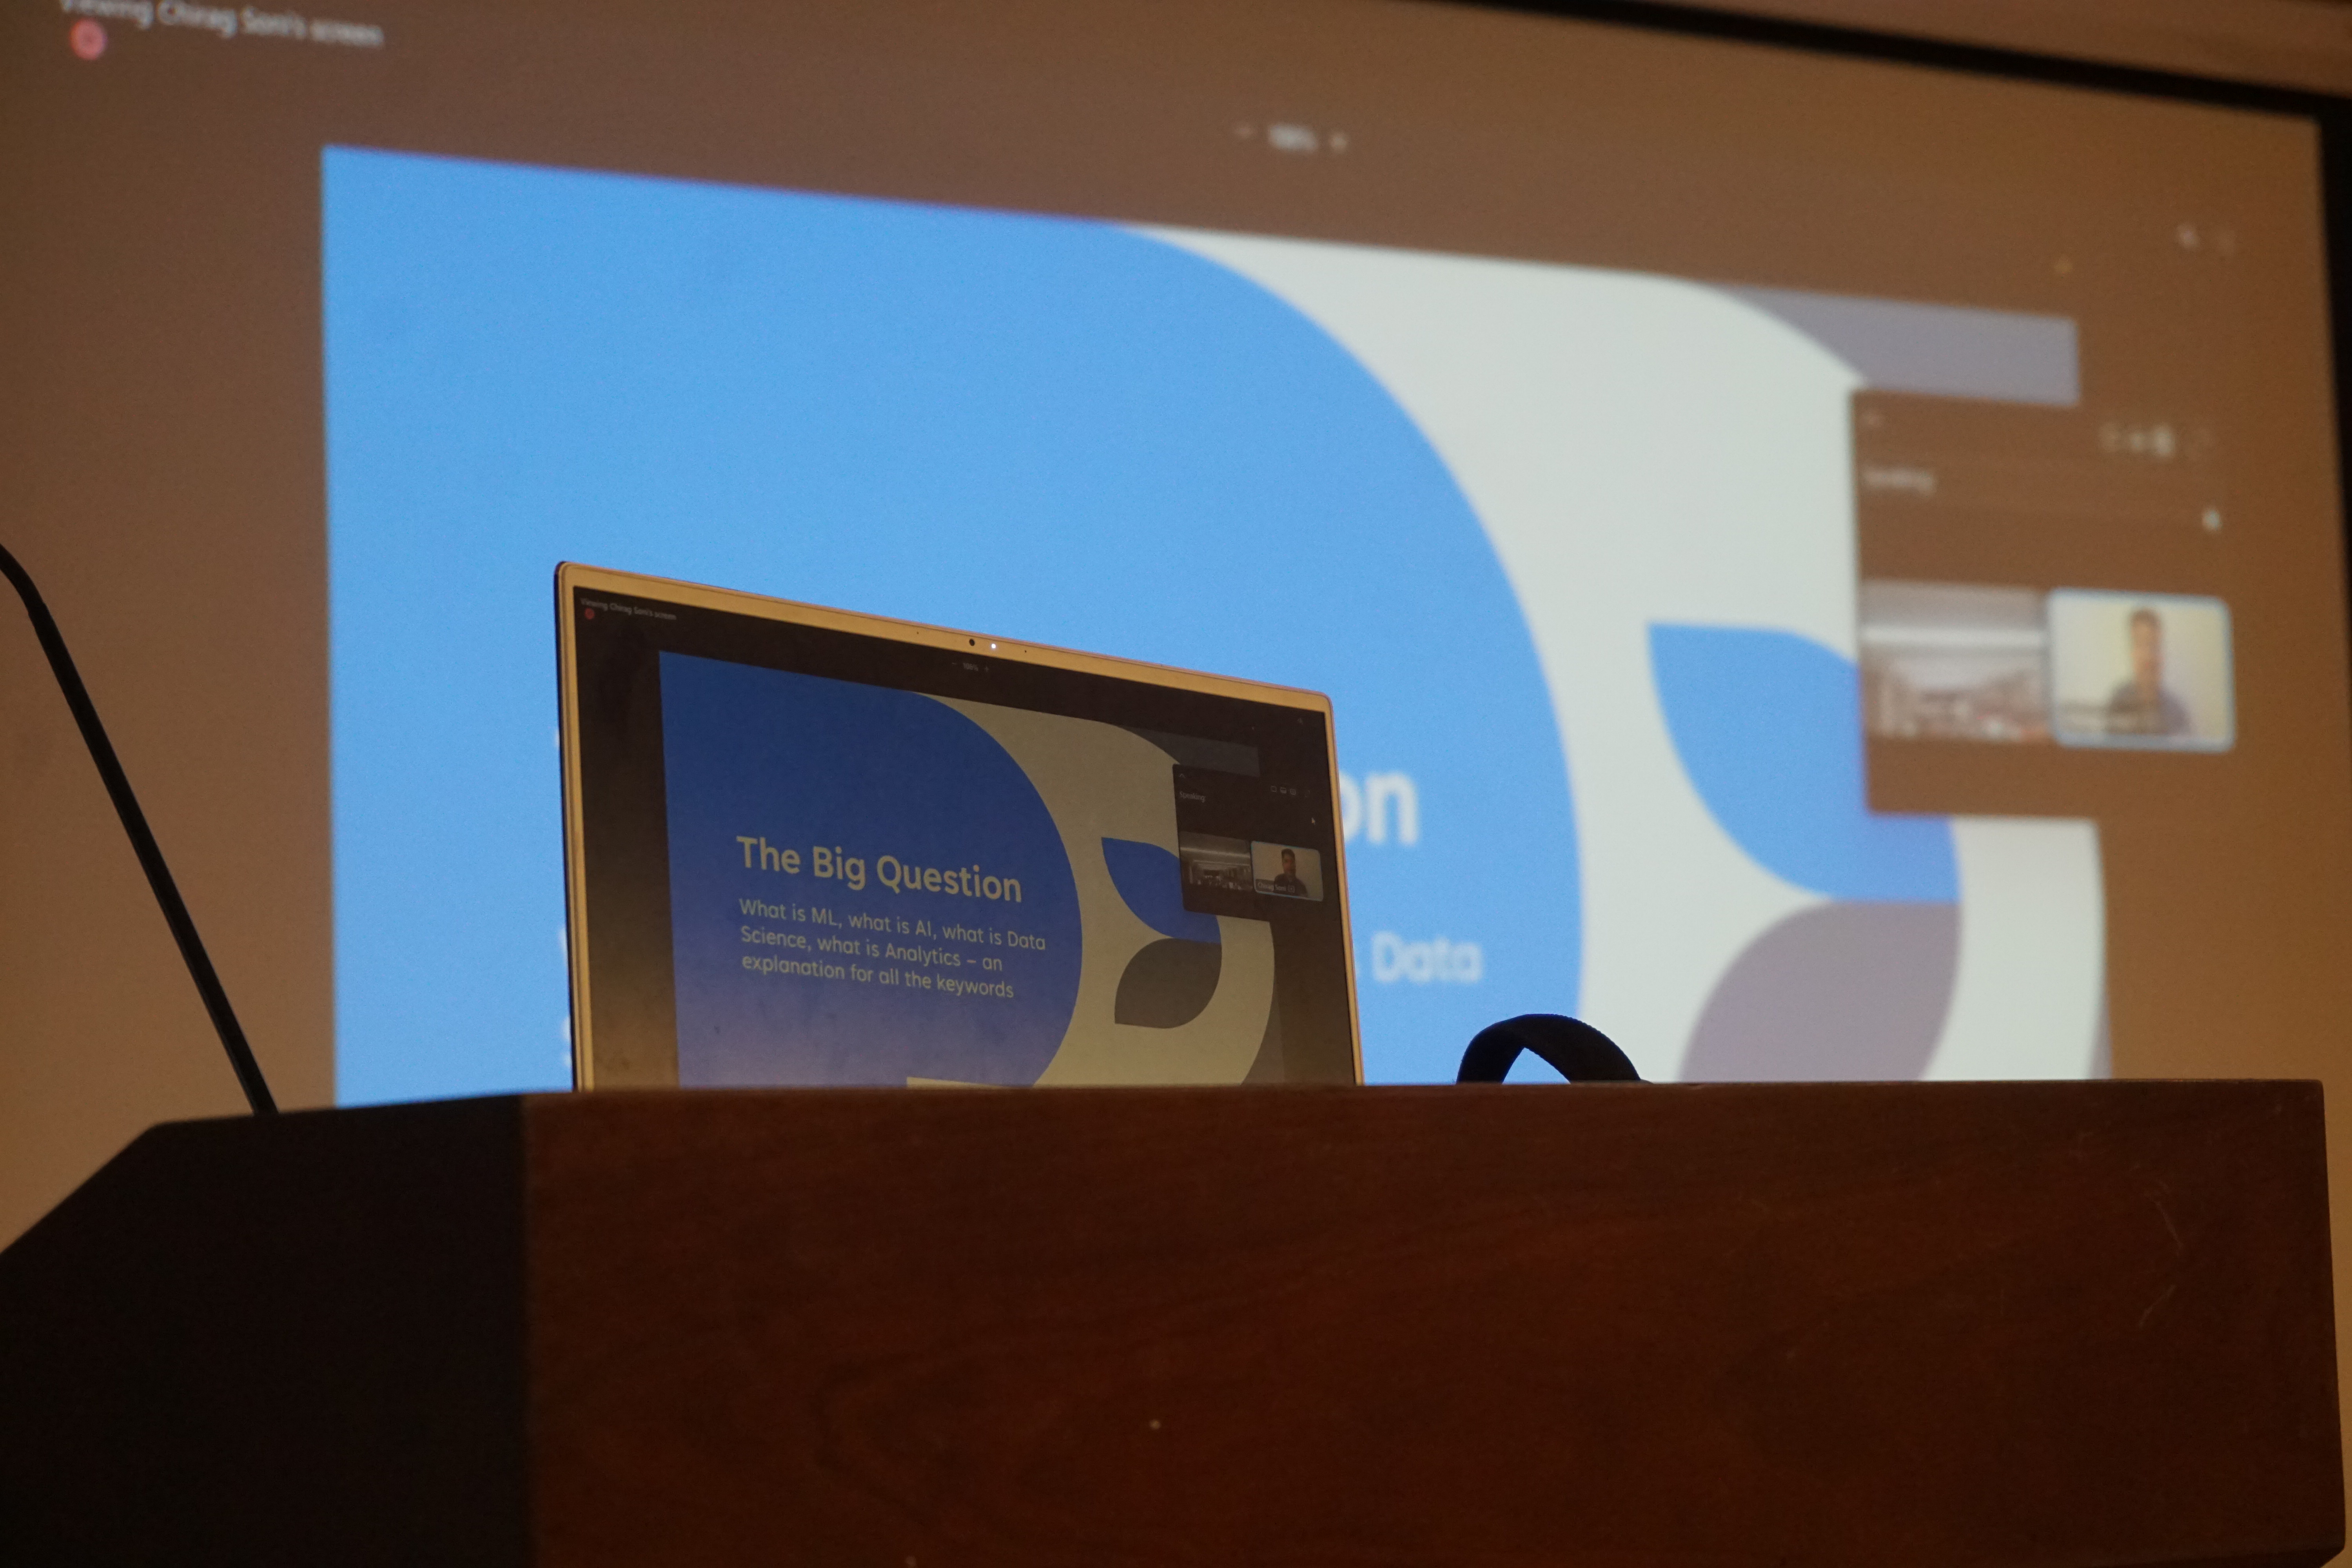 Viewing Chirag Soni's screen
100%
on
Data
Viewing Chirag Soni's screen
100%
Speaking
Chirag Soni
The Big Question
What is ML, what is AI, what is Data
Science, what is Analytics – an
explanation for all the keywords